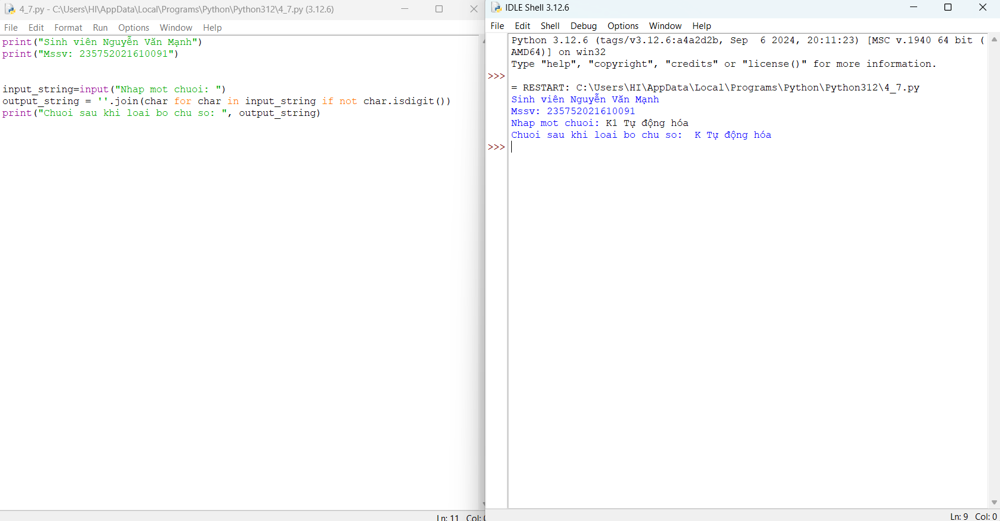 4_7.py - C:\Users\HI\AppData\Local\Programs\Python\Python312\4_7.py (3.12.6)
File Edit Format Run Options Window Help
print("Sinh viên Nguyễn Văn Mạnh")
print("Mssv: 235752021610091")
input_string=input("Nhap mot chuoi: ")
output_string = ''.join(char for char in input_string if not char.isdigit())
print("Chuoi sau khi loai bo chu so: ", output_string)
Ln: 11 Col:
IDLE Shell 3.12.6
File Edit Shell Debug Options Window Help
Python 3.12.6 (tags/v3.12.6:a4a2d2b, Sep  6 2024, 20:11:23) [MSC v.1940 64 bit (
AMD64)] on win32
Type "help", "copyright", "credits" or "license()" for more information.
>>>
= RESTART: C:\Users\HI\AppData\Local\Programs\Python\Python312\4_7.py
Sinh viên Nguyễn Văn Mạnh
Mssv: 235752021610091
Nhap mot chuoi: K1 Tự động hóa
Chuoi sau khi loai bo chu so:  K Tự động hóa
>>>
Ln: 9 Col: 0